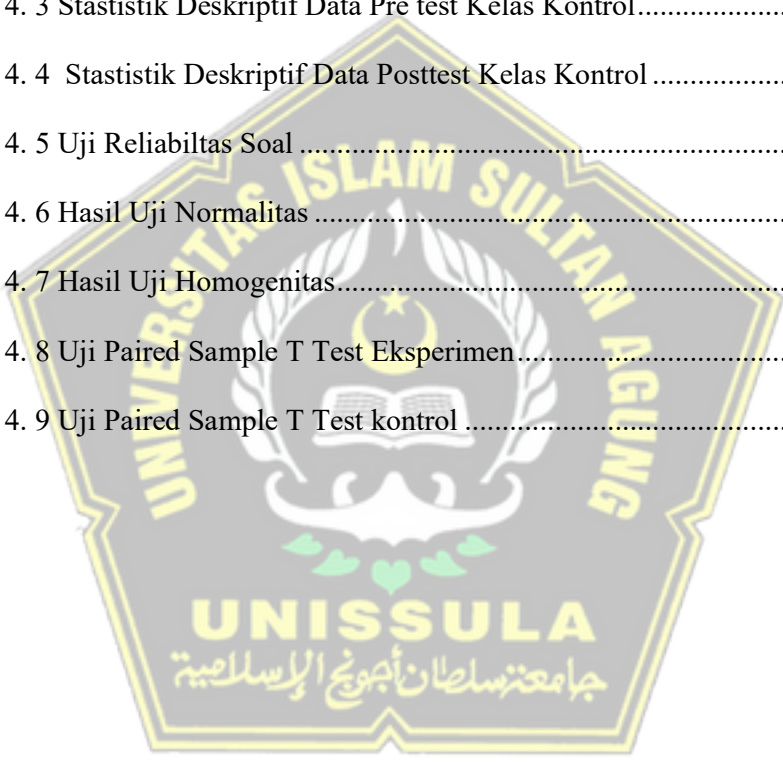 4. 3 Stastistik Deskriptif Data Pre test Kelas Kontrol
4. 4 Stastistik Deskriptif Data Posttest Kelas Kontrol
4. 5 Uji Reliabiltas Soal
4. 6 Hasil Uji Normalitas
4. 7 Hasil Uji Homogenitas
4. 8 Uji Paired Sample T Test Eksperimen
4. 9 Uji Paired Sample T Test kontrol
UNIVERSITAS ISLAM SULTAN AGUNG
UNISSULA
جامعتسلطان أجونج الإسلامية